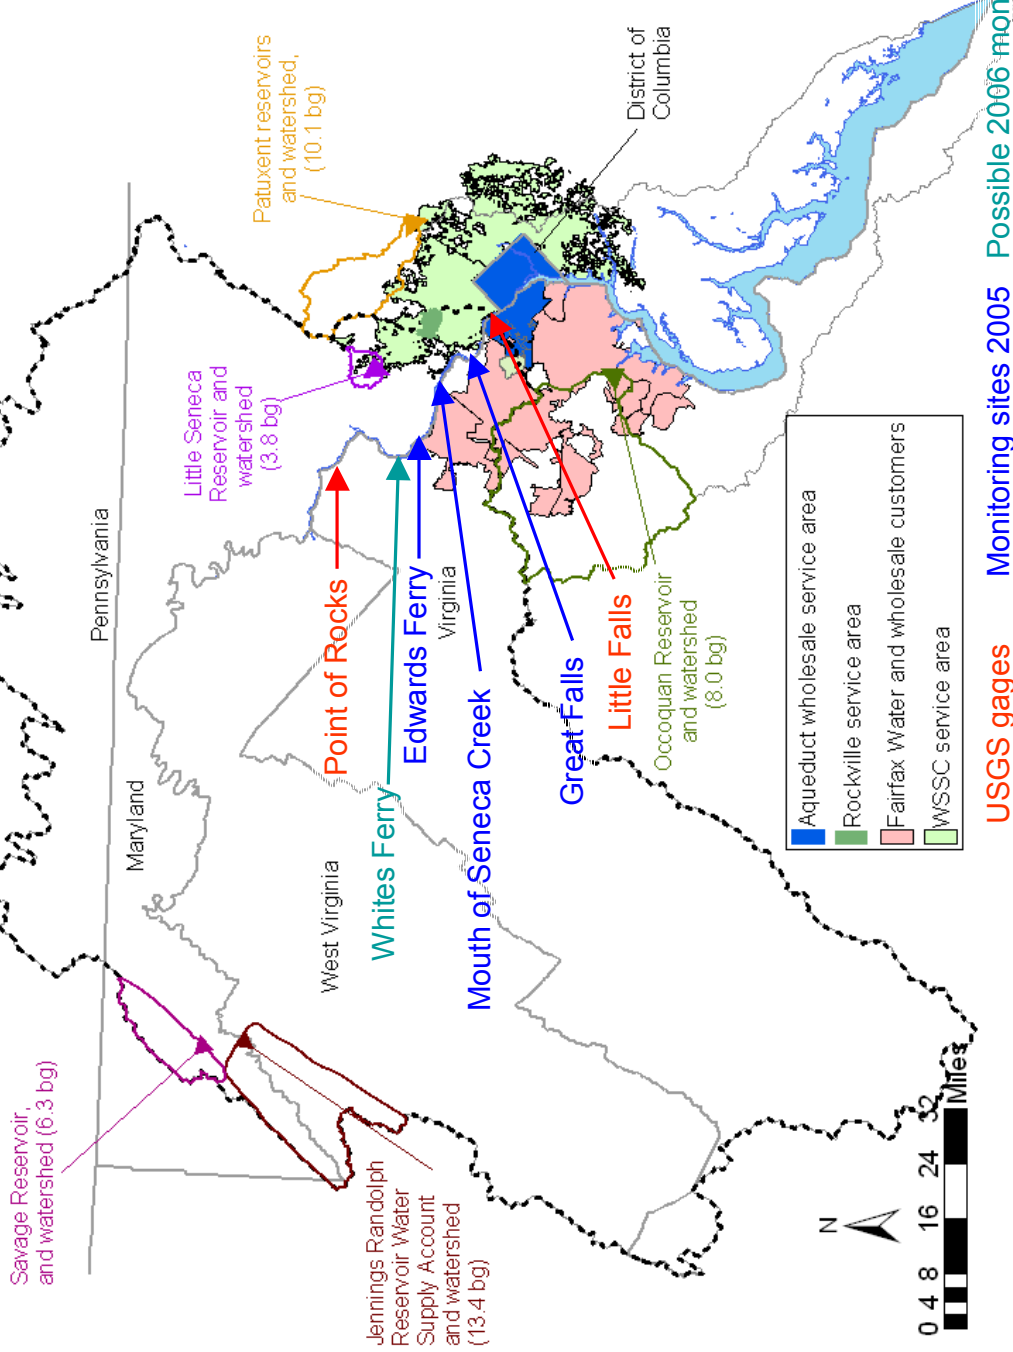 Savage Reservoir,
and watershed (6.3 bg)
Pennsylvania
Maryland
West Virginia
Virginia
Patuxent reservoirs
and watershed,
(10.1 bg)
Little Seneca
Reservoir and
watershed
(3.8 bg)
District of
Columbia
Point of Rocks
Whites Ferry
Edwards Ferry
Mouth of Seneca Creek
Great Falls
Little Falls
Occoquan Reservoir
and watershed
(8.0 bg)
Jennings Randolph
Reservoir Water
Supply Account
and watershed
(13.4 bg)
N
0 4 8 16 24 32
Miles
Aqueduct wholesale service area
Rockville service area
Fairfax Water and wholesale customers
WSSC service area
USGS gages Monitoring sites 2005 Possible 2006 mon